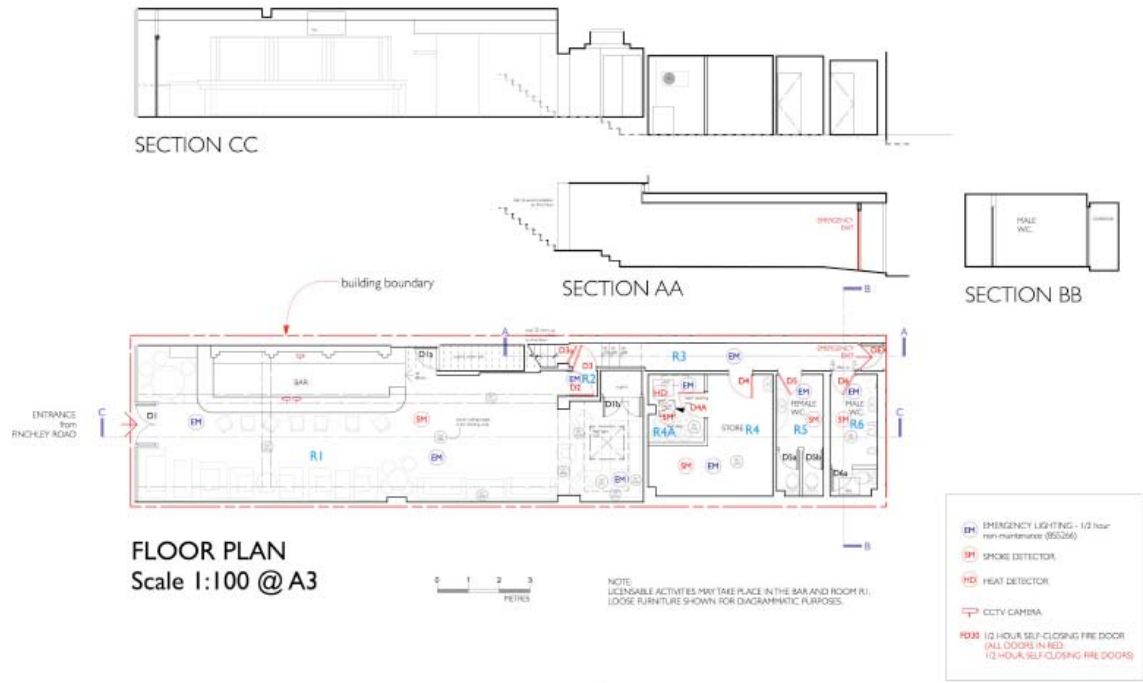 SECTION CC
EMERGENCY
EXIT
SECTION AA
MALE
W.C.
SECTION BB
building boundary
B
A
A
D1a
D3a
D3
R3
EM
EMERGENCY
EXIT
BAR
EM
R2
D2
D4
D5
D6
HD
EM
EM
EM
D1b
D4A
FEMALE
W.C.
MALE
W.C.
ENTRANCE
from
FINCHLEY ROAD
C
D1
EM
SM
SM
R4A
STORE
R4
SM
R5
SM
R6
C
R1
EM
SM
EM
EM
D5a
D5b
D6a
B
FLOOR PLAN
Scale 1:100 @ A3
0 1 2 3
METRES
NOTE:
LICENSABLE ACTIVITIES MAY TAKE PLACE IN THE BAR AND ROOM R1.
LOOSE FURNITURE SHOWN FOR DIAGRAMMATIC PURPOSES.
EM EMERGENCY LIGHTING - 1/2 hour
non-maintenance (BS5266)
SM SMOKE DETECTOR
HD HEAT DETECTOR
CCTV CAMERA
FD30 1/2 HOUR SELF-CLOSING FIRE DOOR
(ALL DOORS IN RED:
1/2 HOUR, SELF-CLOSING FIRE DOORS)